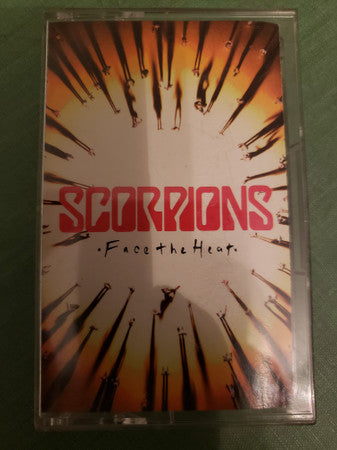 SCORPIONS
·Face the Heat·